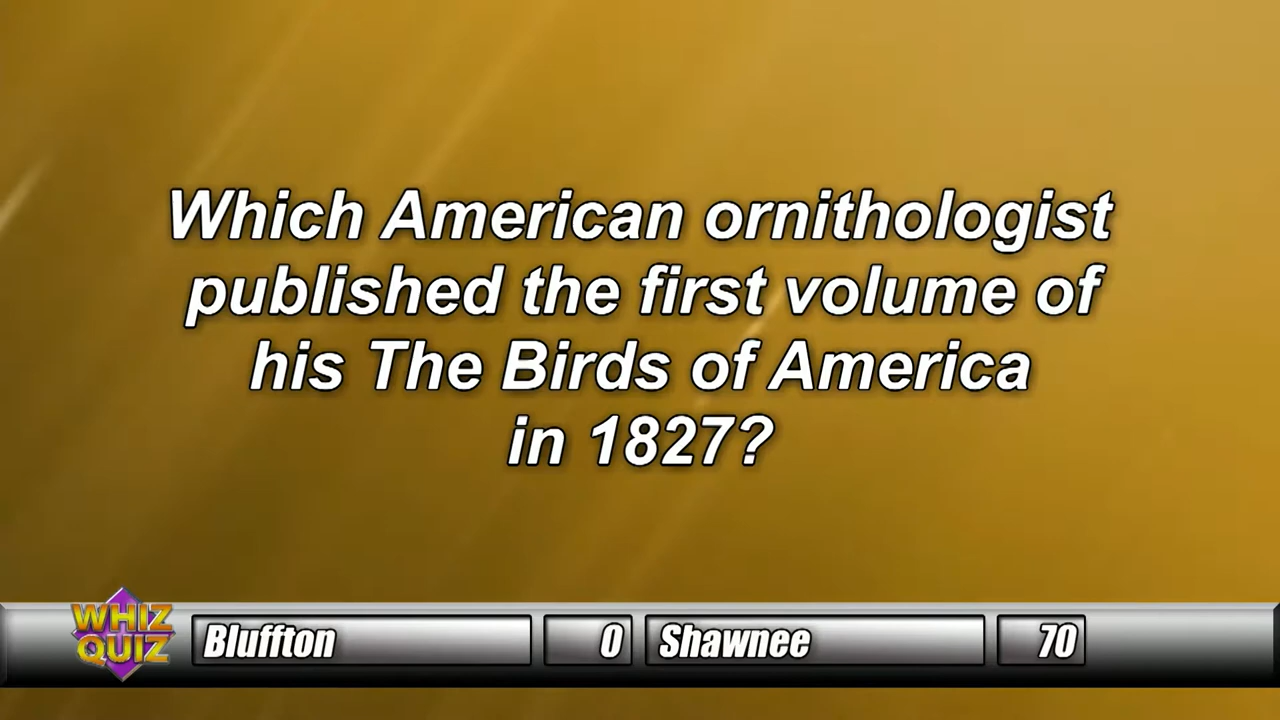 Which American ornithologist
published the first volume of
his The Birds of America
in 1827?
WHIZ
QUIZ
Bluffton 0 Shawnee 70